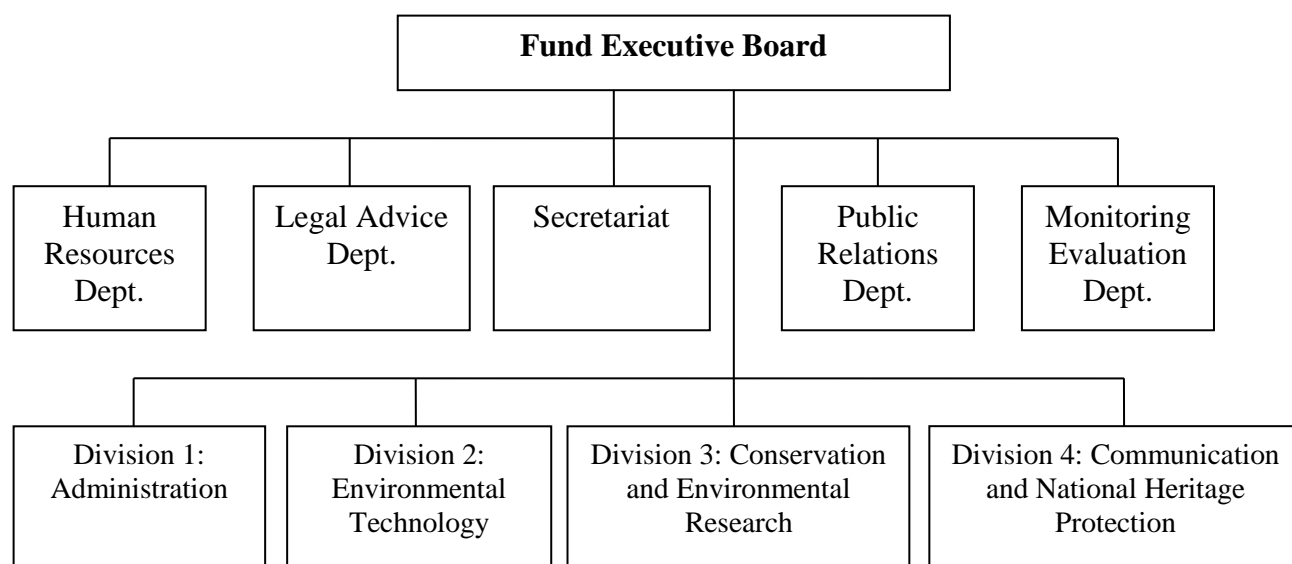 Fund Executive Board
Human
Resources
Dept.
Legal Advice
Dept.
Secretariat
Public
Relations
Dept.
Monitoring
Evaluation
Dept.
Division 1:
Administration
Division 2:
Environmental
Technology
Division 3: Conservation
and Environmental
Research
Division 4: Communication
and National Heritage
Protection